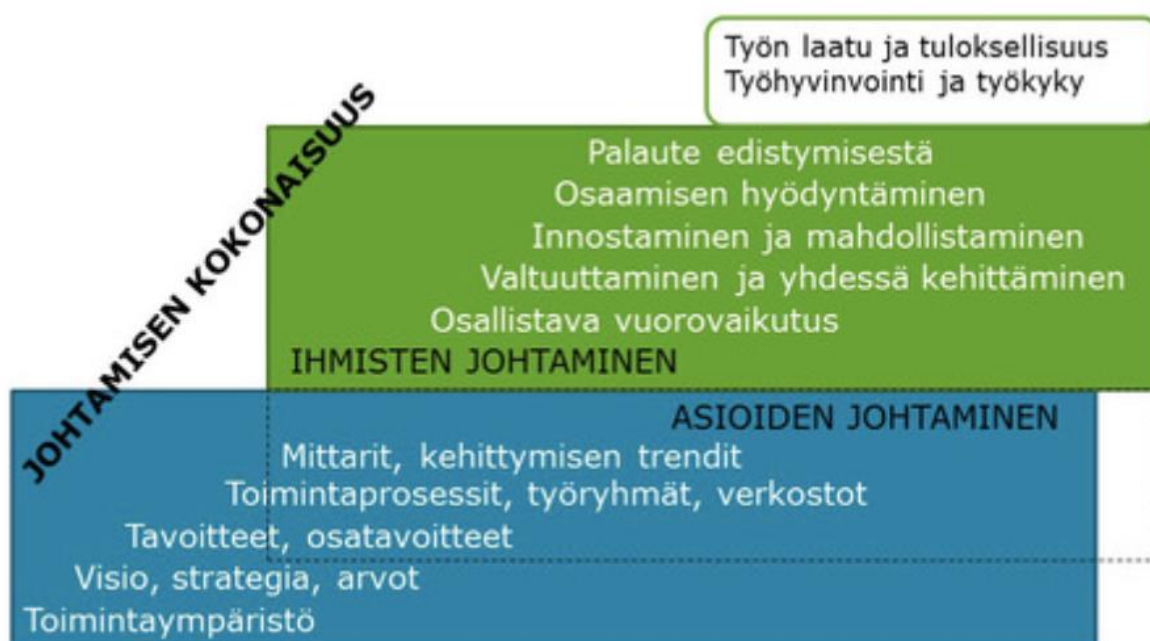 Työn laatu ja tuloksellisuus
Työhyvinvointi ja työkyky
JOHTAMISEN KOKONAISUUS
Palaute edistymisestä
Osaamisen hyödyntäminen
Innostaminen ja mahdollistaminen
Valtuuttaminen ja yhdessä kehittäminen
Osallistava vuorovaikutus
IHMISTEN JOHTAMINEN
ASIOIDEN JOHTAMINEN
Mittarit, kehittymisen trendit
Toimintaprosessit, työryhmät, verkostot
Tavoitteet, osatavoitteet
Visio, strategia, arvot
Toimintaympäristö